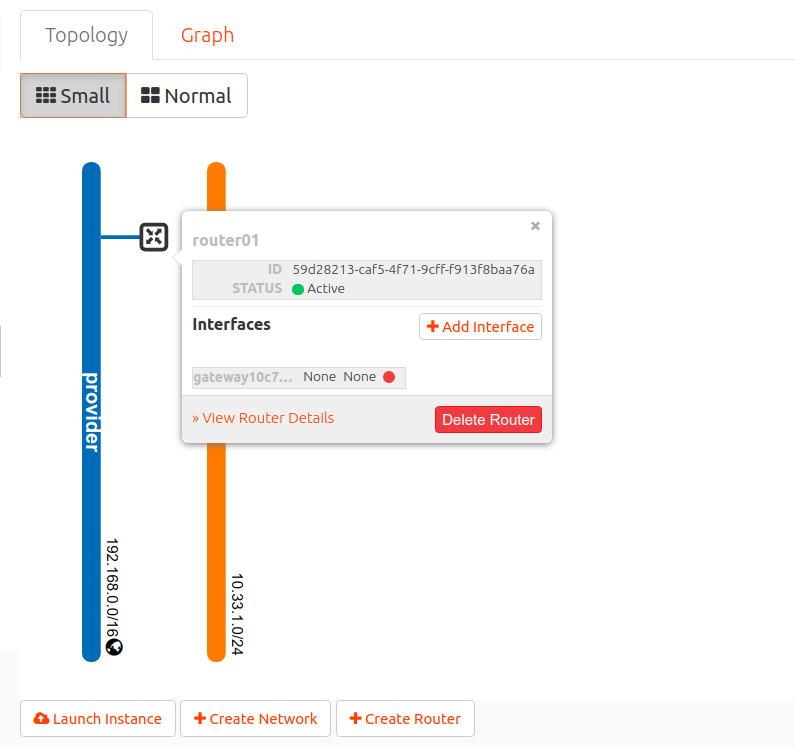 Topology Graph
Small Normal
router01
×
ID 59d28213-caf5-4f71-9cff-f913f8baa76a
STATUS Active
Interfaces
+ Add Interface
gateway10c7... None None
» View Router Details
Delete Router
provider
192.168.0.0/16
10.33.1.0/24
Launch Instance
+ Create Network
+ Create Router